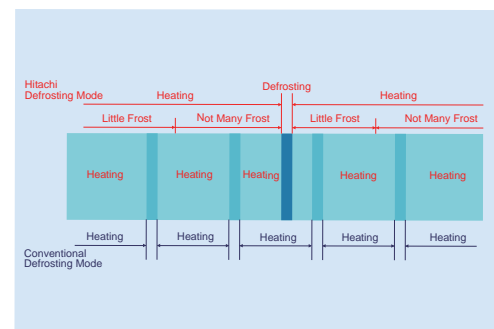 Hitachi
Defrosting Mode
Heating
Defrosting
Heating
Little Frost
Not Many Frost
Little Frost
Not Many Frost
Heating
Heating
Heating
Heating
Heating
Heating
Heating
Heating
Heating
Heating
Conventional
Defrosting Mode